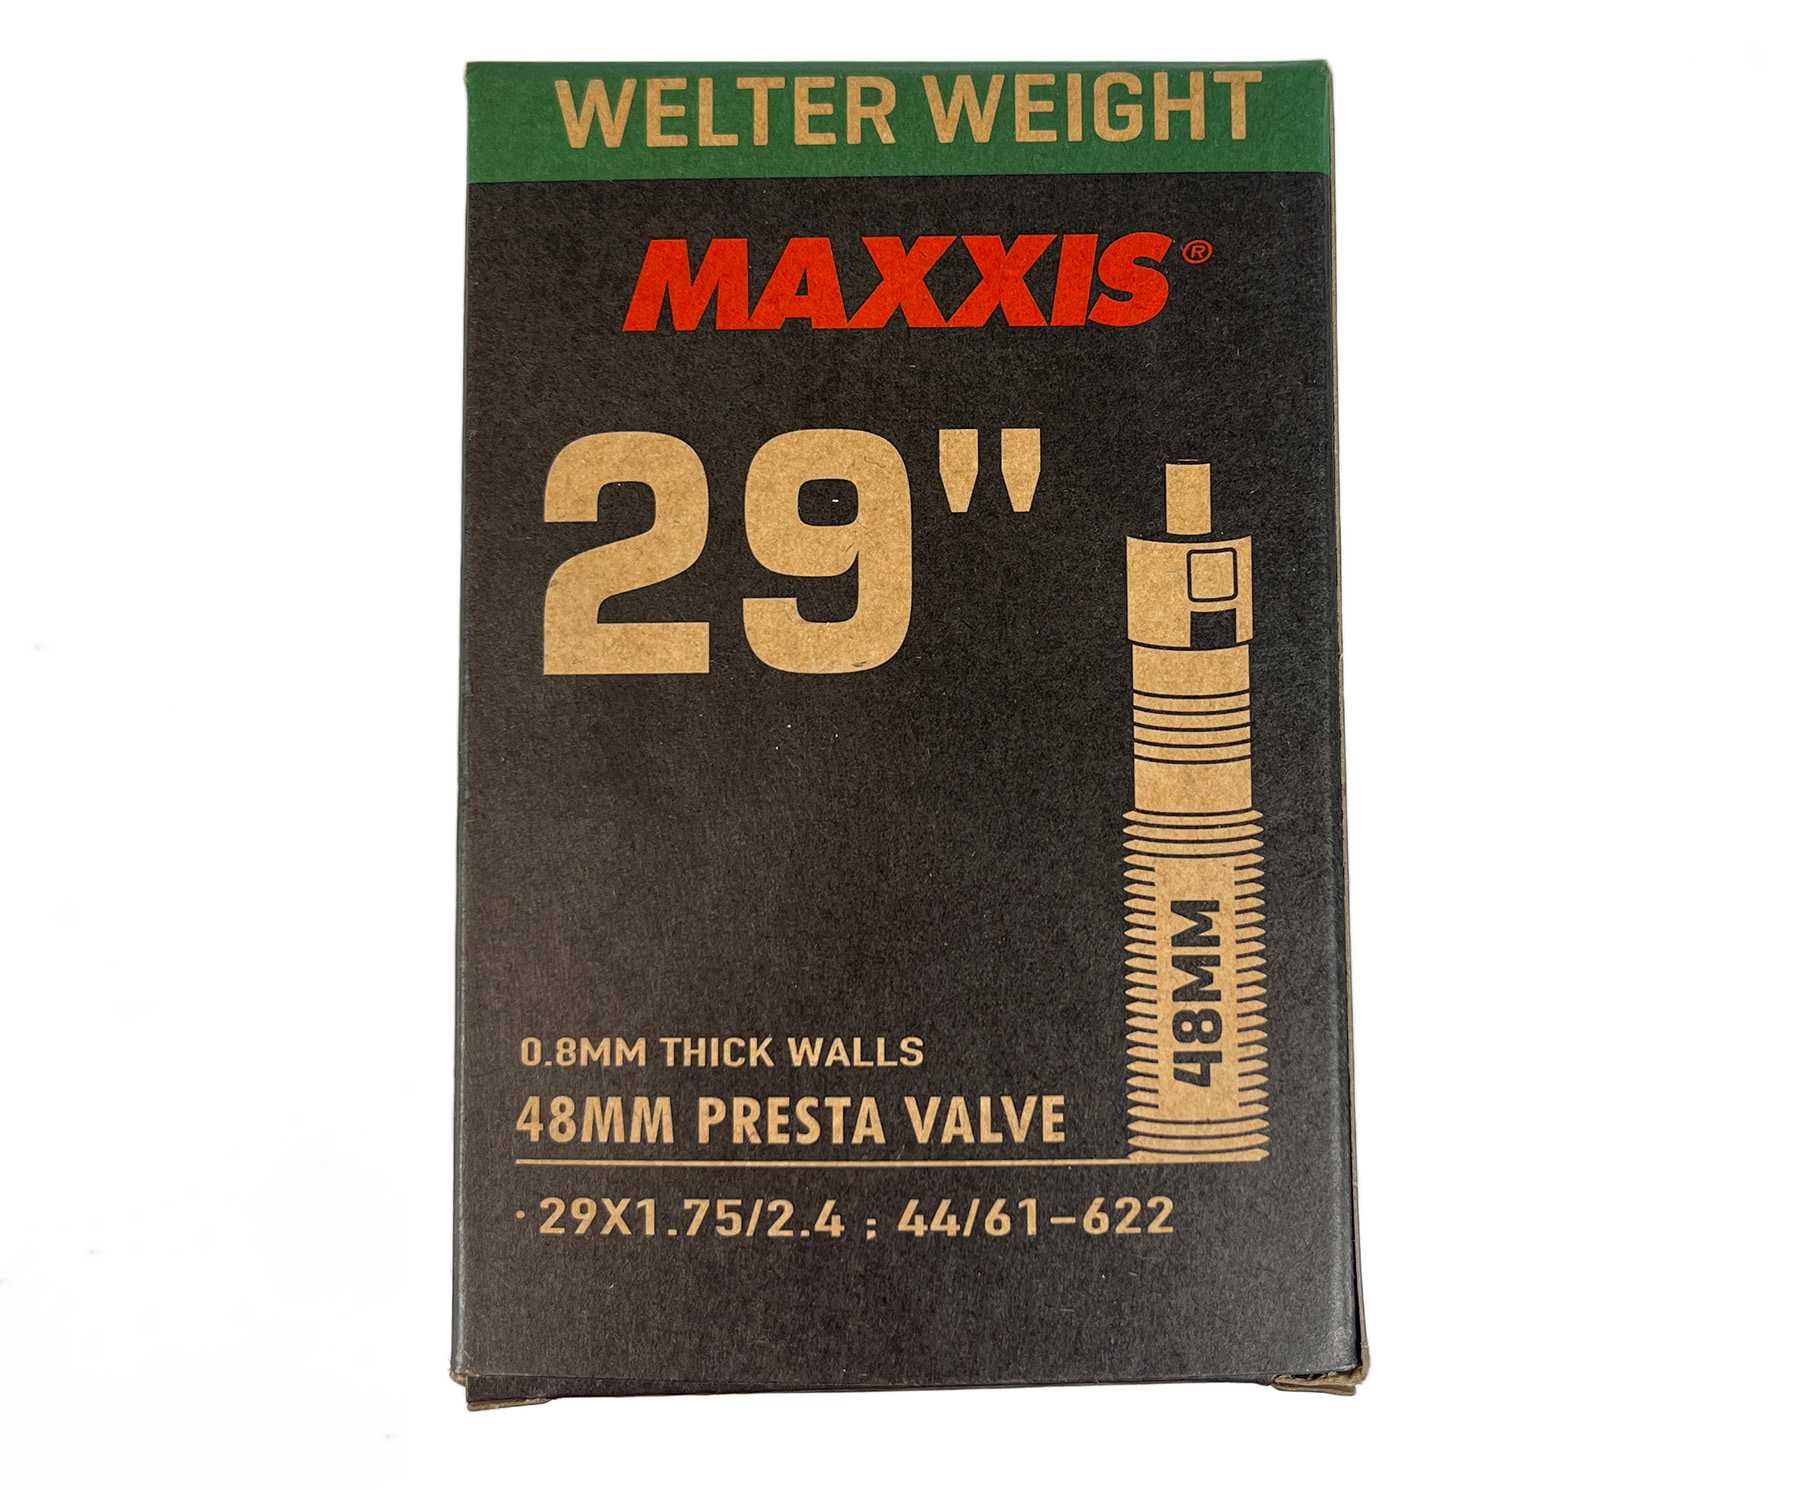 WELTER WEIGHT
MAXXIS®
29"
48MM
0.8MM THICK WALLS
48MM PRESTA VALVE
·29X1.75/2.4 ; 44/61-622